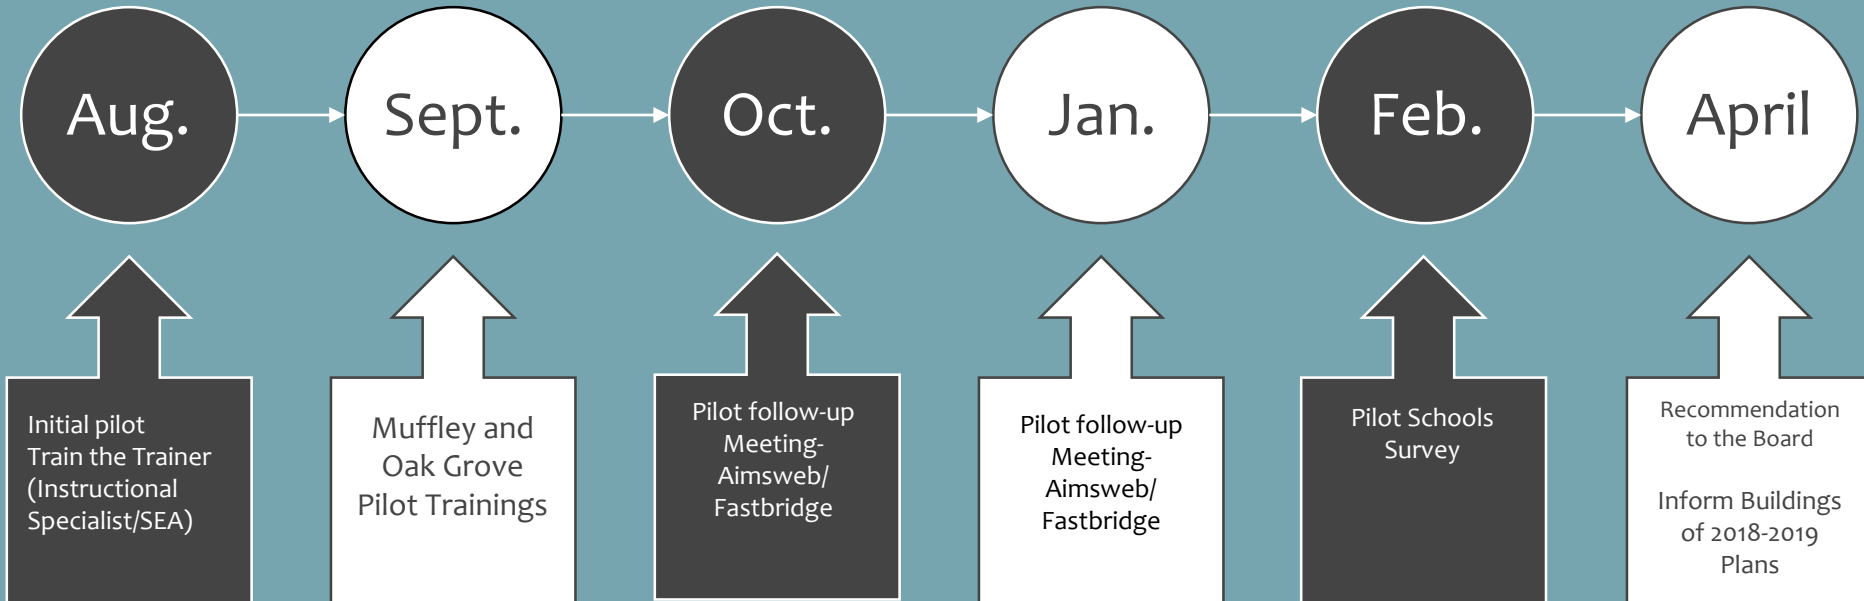 Aug.
Sept.
Oct.
Jan.
Feb.
April
Initial pilot
Train the Trainer
(Instructional
Specialist/SEA)
Muffley and
Oak Grove
Pilot Trainings
Pilot follow-up
Meeting-
Aimsweb/
Fastbridge
Pilot follow-up
Meeting-
Aimsweb/
Fastbridge
Pilot Schools
Survey
Recommendation
to the Board
Inform Buildings
of 2018-2019
Plans